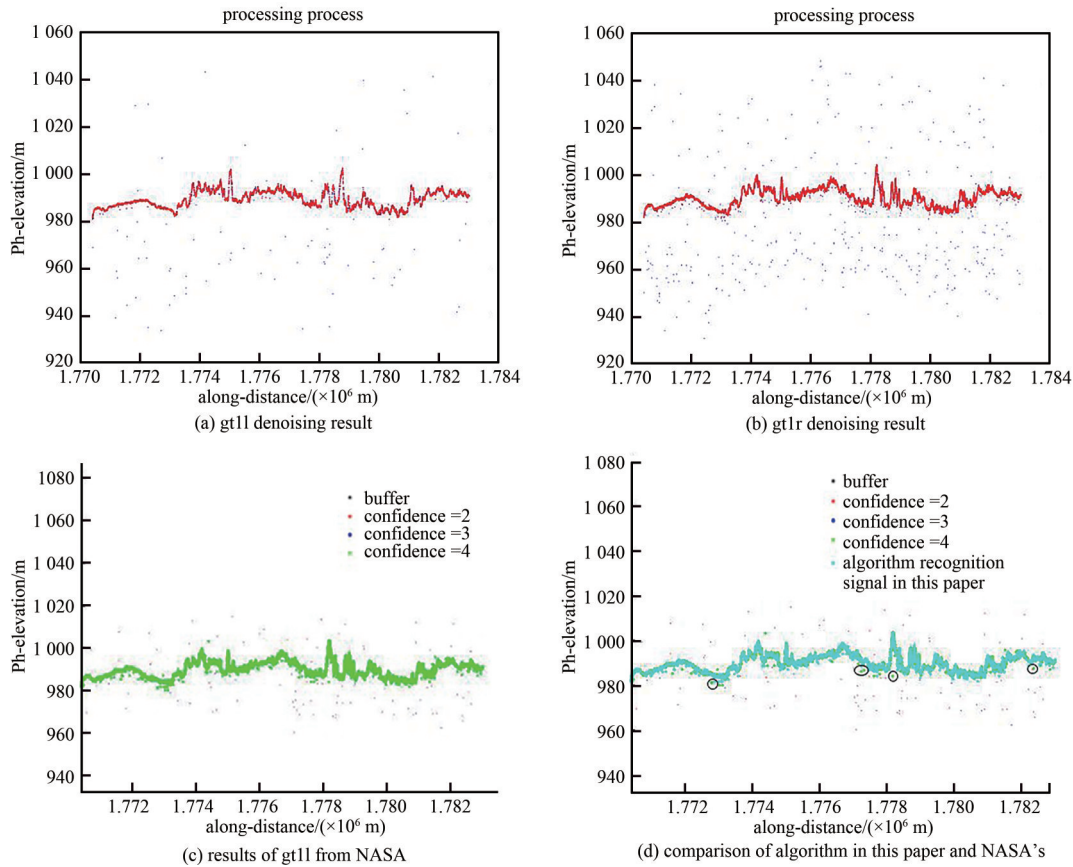 processing process
1 060
1 040
1 020
1 000
980
960
940
920
Ph-elevation/m
1.770 1.772 1.774 1.776 1.778 1.780 1.782 1.784
along-distance/(×10⁶ m)
(a) gt1l denoising result
processing process
1 060
1 040
1 020
1 000
980
960
940
920
Ph-elevation/m
1.770 1.772 1.774 1.776 1.778 1.780 1.782 1.784
along-distance/(×10⁶ m)
(b) gt1r denoising result
1080
1 060
1 040
1 020
1 000
980
960
940
Ph-elevation/m
buffer
confidence =2
confidence =3
confidence =4
1.772 1.774 1.776 1.778 1.780 1.782
along-distance/(×10⁶ m)
(c) results of gt1l from NASA
1 080
1 060
1 040
1 020
1 000
980
960
940
Ph-elevation/m
buffer
confidence =2
confidence =3
confidence =4
algorithm recognition
signal in this paper
1.772 1.774 1.776 1.778 1.780 1.782
along-distance/(×10⁶ m)
(d) comparison of algorithm in this paper and NASA's